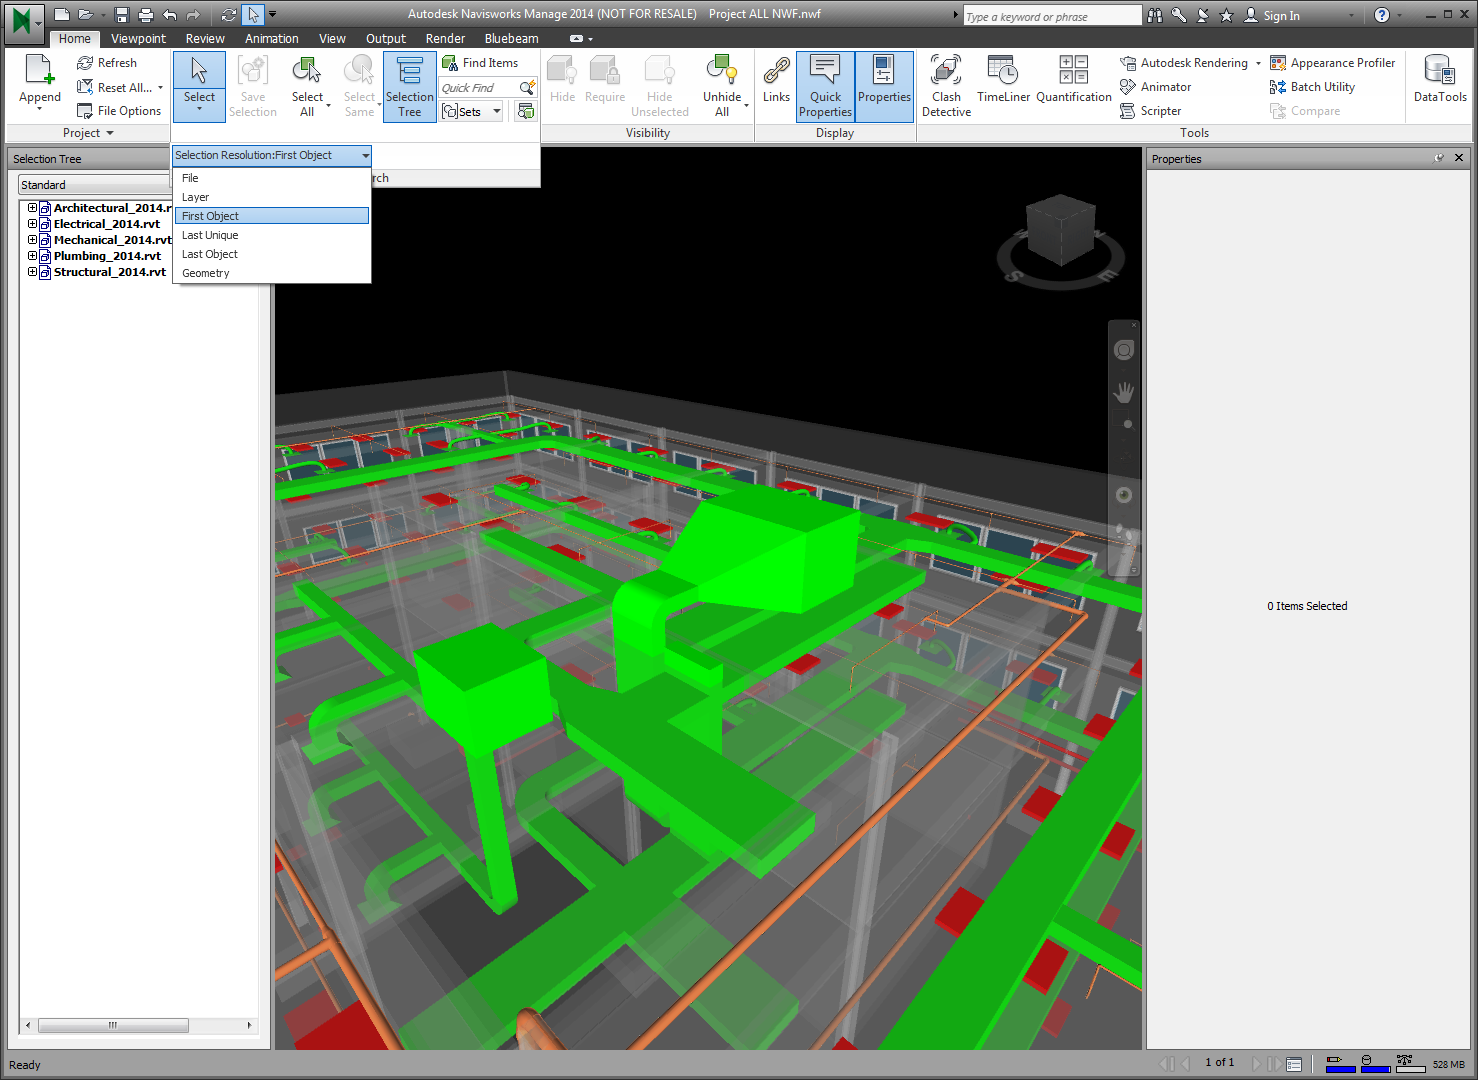 Autodesk Navisworks Manage 2014 (NOT FOR RESALE) Project ALL NWF.nwf
Type a keyword or phrase
Sign In
Home Viewpoint Review Animation View Output Render Bluebeam
Append
Refresh
Reset All...
File Options
Project
Select
Save Selection
Select All
Select Same
Selection Tree
Find Items
Quick Find
Sets
Hide
Require
Hide Unselected
Unhide All
Visibility
Links
Quick Properties
Properties
Display
Clash Detective
TimeLiner
Quantification
Autodesk Rendering
Animator
Scripter
Appearance Profiler
Batch Utility
Compare
Tools
DataTools
Selection Resolution:First Object
rch
File
Layer
First Object
Last Unique
Last Object
Geometry
Selection Tree
Standard
Architectural_2014.r
Electrical_2014.rvt
Mechanical_2014.rvt
Plumbing_2014.rvt
Structural_2014.rvt
S
E
Properties
0 Items Selected
Ready
1 of 1
528 MB